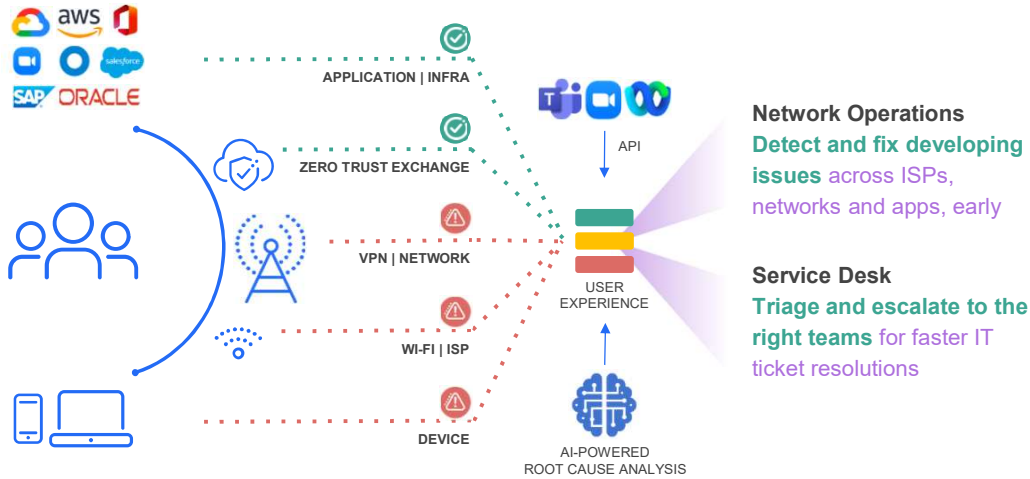 aws
salesforce
SAP
ORACLE
APPLICATION | INFRA
ZERO TRUST EXCHANGE
VPN | NETWORK
WI-FI | ISP
DEVICE
T
API
USER
EXPERIENCE
AI-POWERED
ROOT CAUSE ANALYSIS
Network Operations
Detect and fix developing
issues across ISPs,
networks and apps, early
Service Desk
Triage and escalate to the
right teams for faster IT
ticket resolutions